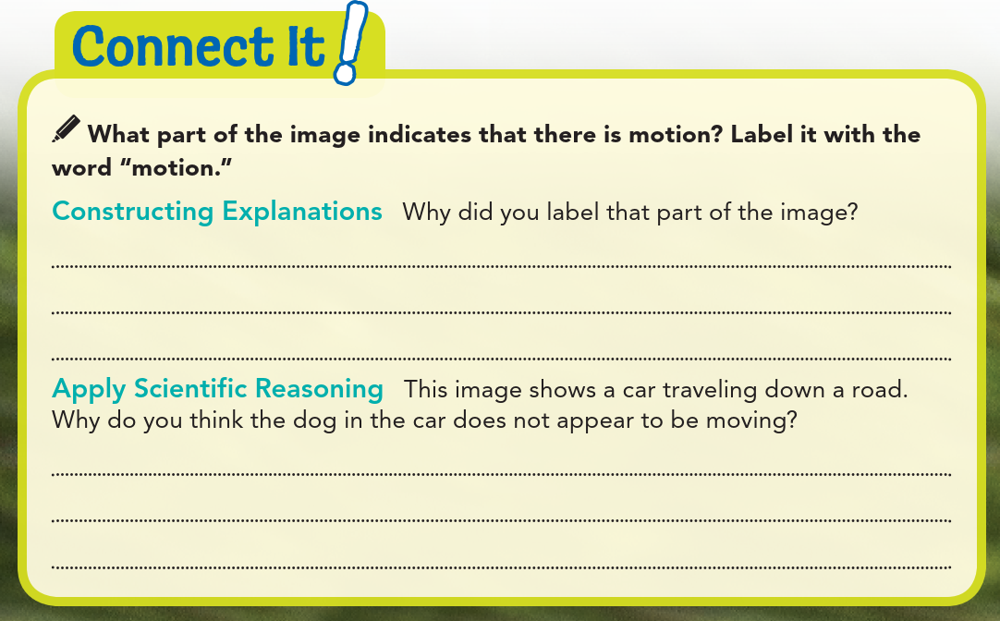 Connect It!
What part of the image indicates that there is motion? Label it with the
word “motion.”
Constructing Explanations Why did you label that part of the image?
Apply Scientific Reasoning This image shows a car traveling down a road.
Why do you think the dog in the car does not appear to be moving?